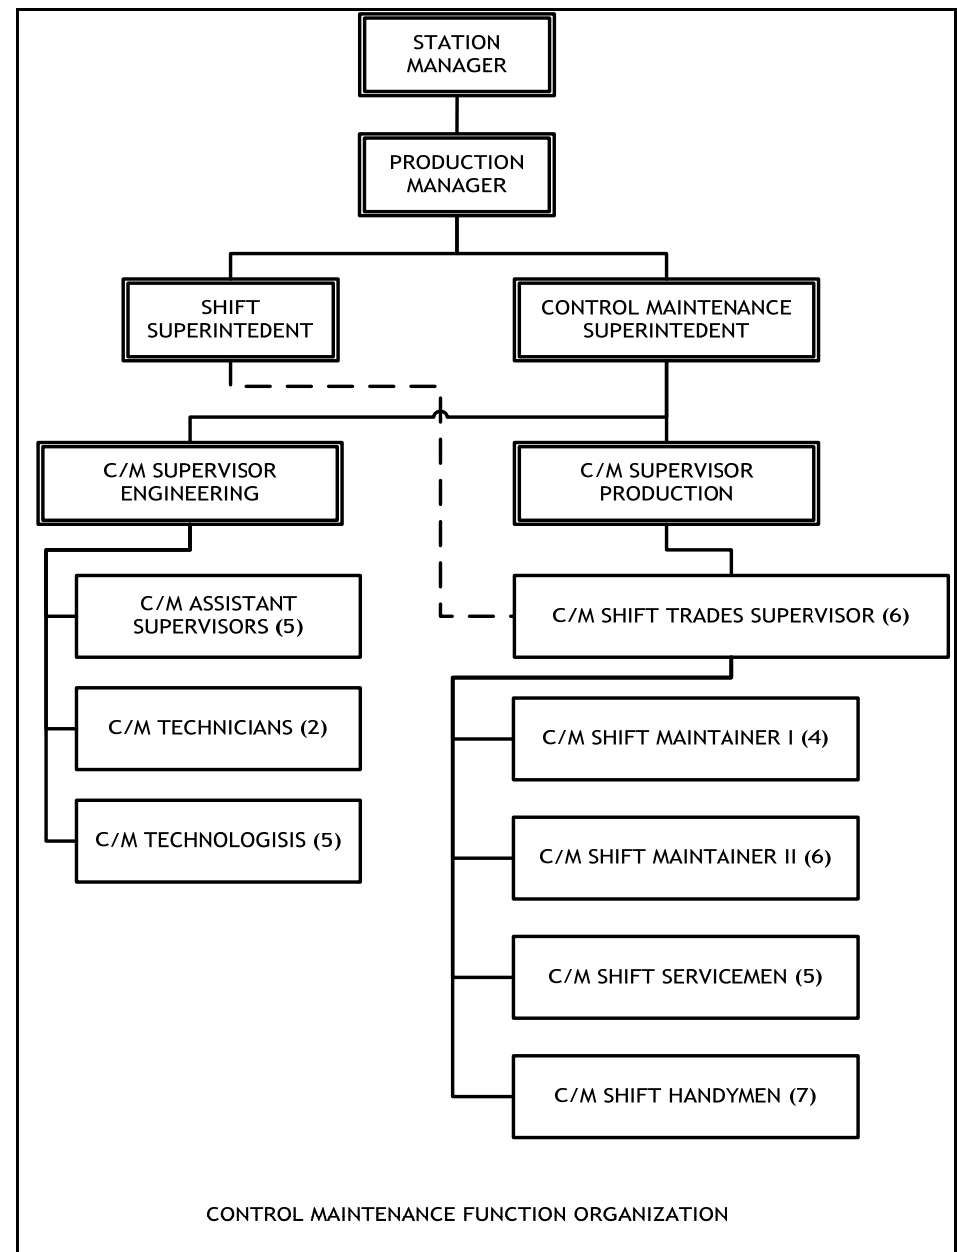 STATION
MANAGER
PRODUCTION
MANAGER
SHIFT
SUPERINTEDENT
CONTROL MAINTENANCE
SUPERINTEDENT
C/M SUPERVISOR
ENGINEERING
C/M SUPERVISOR
PRODUCTION
C/M ASSISTANT
SUPERVISORS (5)
C/M TECHNICIANS (2)
C/M TECHNOLOGISIS (5)
C/M SHIFT TRADES SUPERVISOR (6)
C/M SHIFT MAINTAINER I (4)
C/M SHIFT MAINTAINER II (6)
C/M SHIFT SERVICEMEN (5)
C/M SHIFT HANDYMEN (7)
CONTROL MAINTENANCE FUNCTION ORGANIZATION